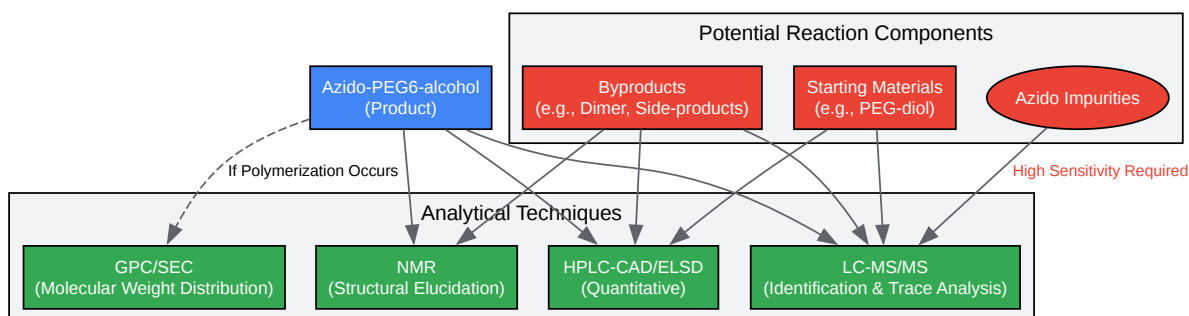 Potential Reaction Components
Azido-PEG6-alcohol
(Product)
Byproducts
(e.g., Dimer, Side-products)
Starting Materials
(e.g., PEG-diol)
Azido Impurities
If Polymerization Occurs
High Sensitivity Required
Analytical Techniques
GPC/SEC
(Molecular Weight Distribution)
NMR
(Structural Elucidation)
HPLC-CAD/ELSD
(Quantitative)
LC-MS/MS
(Identification & Trace Analysis)